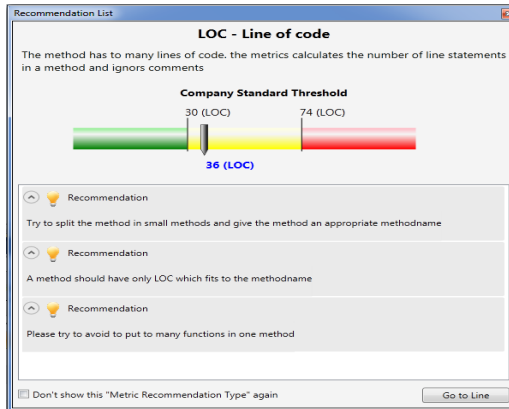 Recommendation List
LOC - Line of code
The method has to many lines of code. the metrics calculates the number of line statements
in a method and ignors comments
Company Standard Threshold
30 (LOC) 74 (LOC)
36 (LOC)
Recommendation
Try to split the method in small methods and give the method an appropriate methodname
Recommendation
A method should have only LOC which fits to the methodname
Recommendation
Please try to avoid to put to many functions in one method
Don't show this "Metric Recommendation Type" again
Go to Line